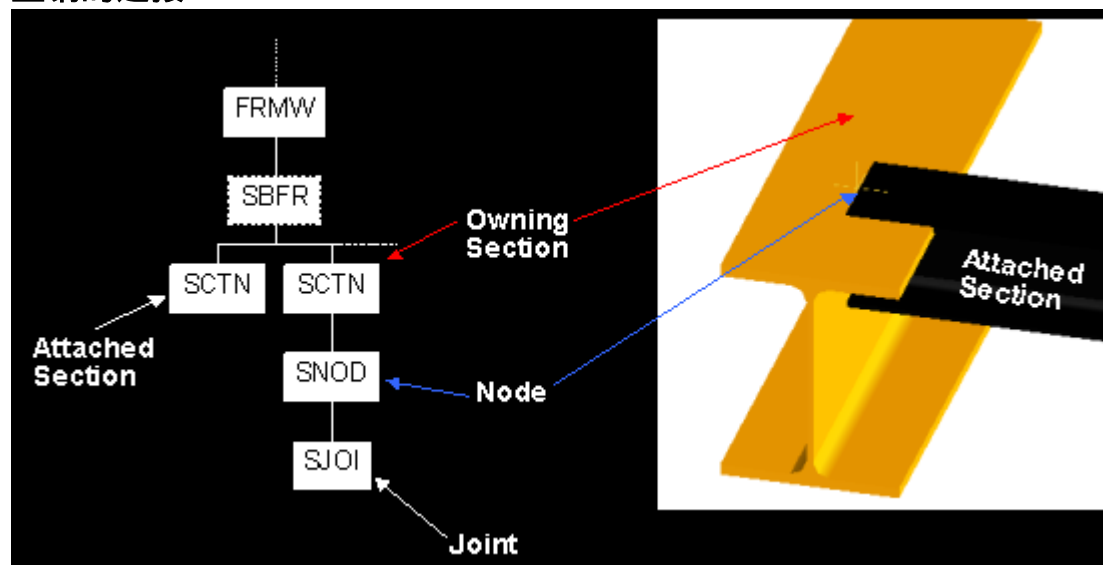 FRMW
SBFR
Owning
Section
SCTN
SCTN
Attached
Section
Attached
Section
SNOD
Node
SJOI
Joint